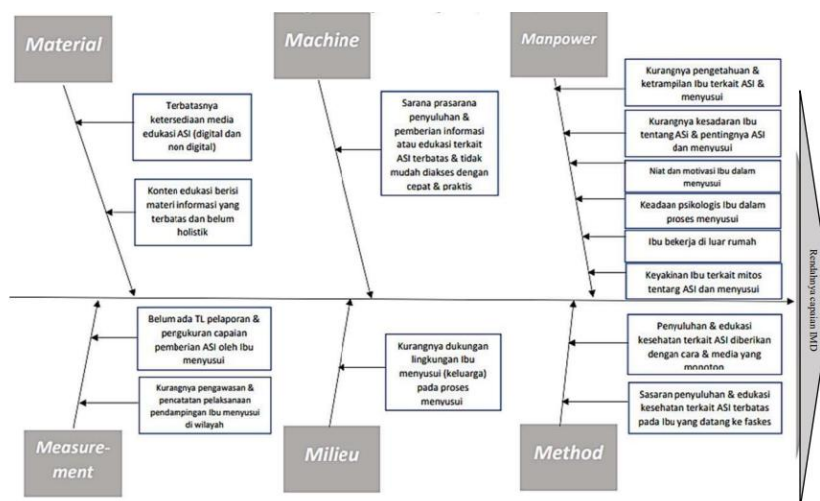 Material
Machine
Manpower
Terbatasnya
ketersediaan media
edukasi ASI (digital dan
non digital)
Konten edukasi berisi
materi informasi yang
terbatas dan belum
holistik
Sarana prasarana
penyuluhan &
pemberian informasi
atau edukasi terkait
ASI terbatas & tidak
mudah diakses dengan
cepat & praktis
Kurangnya pengetahuan &
ketrampilan Ibu terkait ASI &
menyusui
Kurangnya kesadaran Ibu
tentang ASi & pentingnya ASI
dan menyusui
Niat dan motivasi Ibu dalam
menyusui
Keadaan psikologis Ibu dalam
proses menyusui
Ibu bekerja di luar rumah
Keyakinan Ibu terkait mitos
tentang ASI dan menyusui
Rendahnya capaian IMD
Belum ada TL pelaporan &
pengukuran capaian
pemberian ASI oleh Ibu
menyusui
Kurangnya pengawasan &
pencatatan pelaksanaan
pendampingan Ibu menyusui
di wilayah
Kurangnya dukungan
lingkungan Ibu
menyusui (keluarga)
pada proses
menyusui
Penyuluhan & edukasi
kesehatan terkait ASI diberikan
dengan cara & media yang
monoton
Sasaran penyuluhan & edukasi
kesehatan terkait ASI terbatas
pada Ibu yang datang ke faskes
Measure-
ment
Milieu
Method